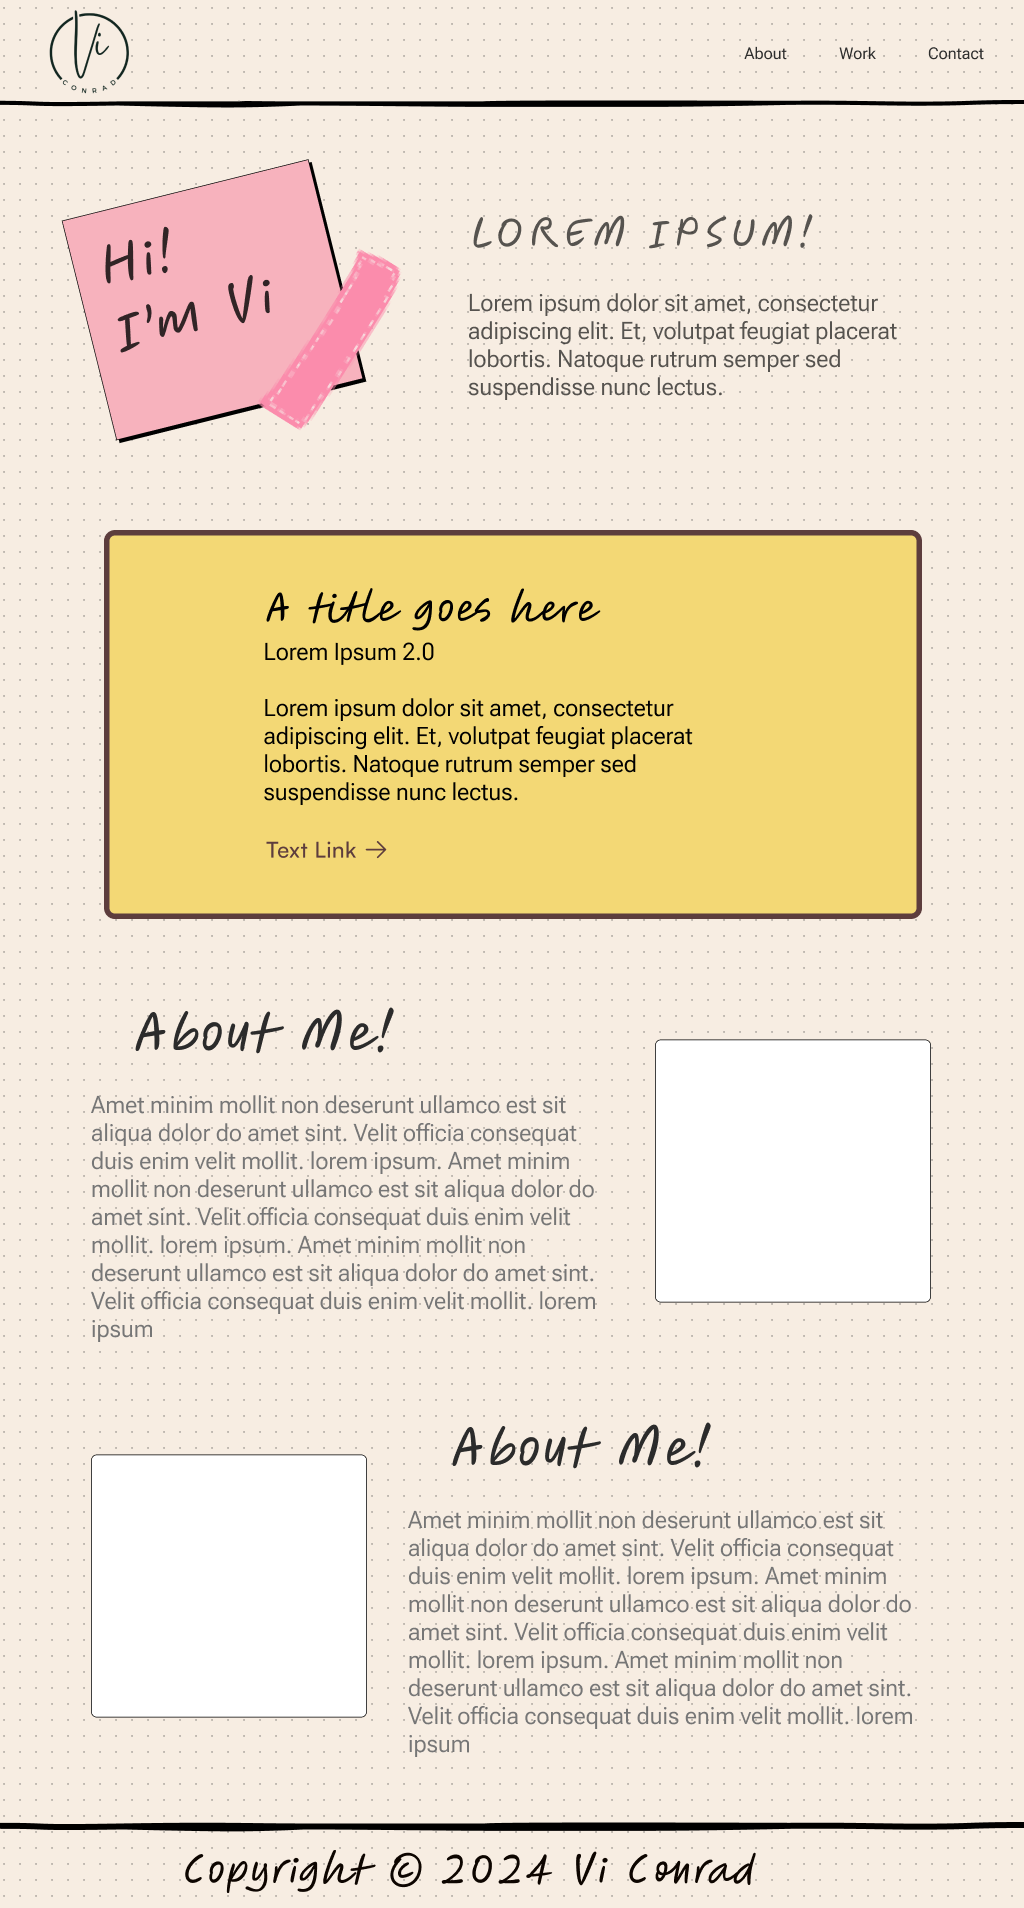 Vi
CONRAD
About Work Contact
Hi!
I'm Vi
LOREM IPSUM!
Lorem ipsum dolor sit amet, consectetur
adipiscing elit. Et, volutpat feugiat placerat
lobortis. Natoque rutrum semper sed
suspendisse nunc lectus.
A title goes here
Lorem Ipsum 2.0
Lorem ipsum dolor sit amet, consectetur
adipiscing elit. Et, volutpat feugiat placerat
lobortis. Natoque rutrum semper sed
suspendisse nunc lectus.
Text Link →
About Me!
Amet minim mollit non deserunt ullamco est sit
aliqua dolor do amet sint. Velit officia consequat
duis enim velit mollit. lorem ipsum. Amet minim
mollit non deserunt ullamco est sit aliqua dolor do
amet sint. Velit officia consequat duis enim velit
mollit. lorem ipsum. Amet minim mollit non
deserunt ullamco est sit aliqua dolor do amet sint.
Velit officia consequat duis enim velit mollit. lorem
ipsum
About Me!
Amet minim mollit non deserunt ullamco est sit
aliqua dolor do amet sint. Velit officia consequat
duis enim velit mollit. lorem ipsum. Amet minim
mollit non deserunt ullamco est sit aliqua dolor do
amet sint. Velit officia consequat duis enim velit
mollit. lorem ipsum. Amet minim mollit non
deserunt ullamco est sit aliqua dolor do amet sint.
Velit officia consequat duis enim velit mollit. lorem
ipsum
Copyright © 2024 Vi Conrad